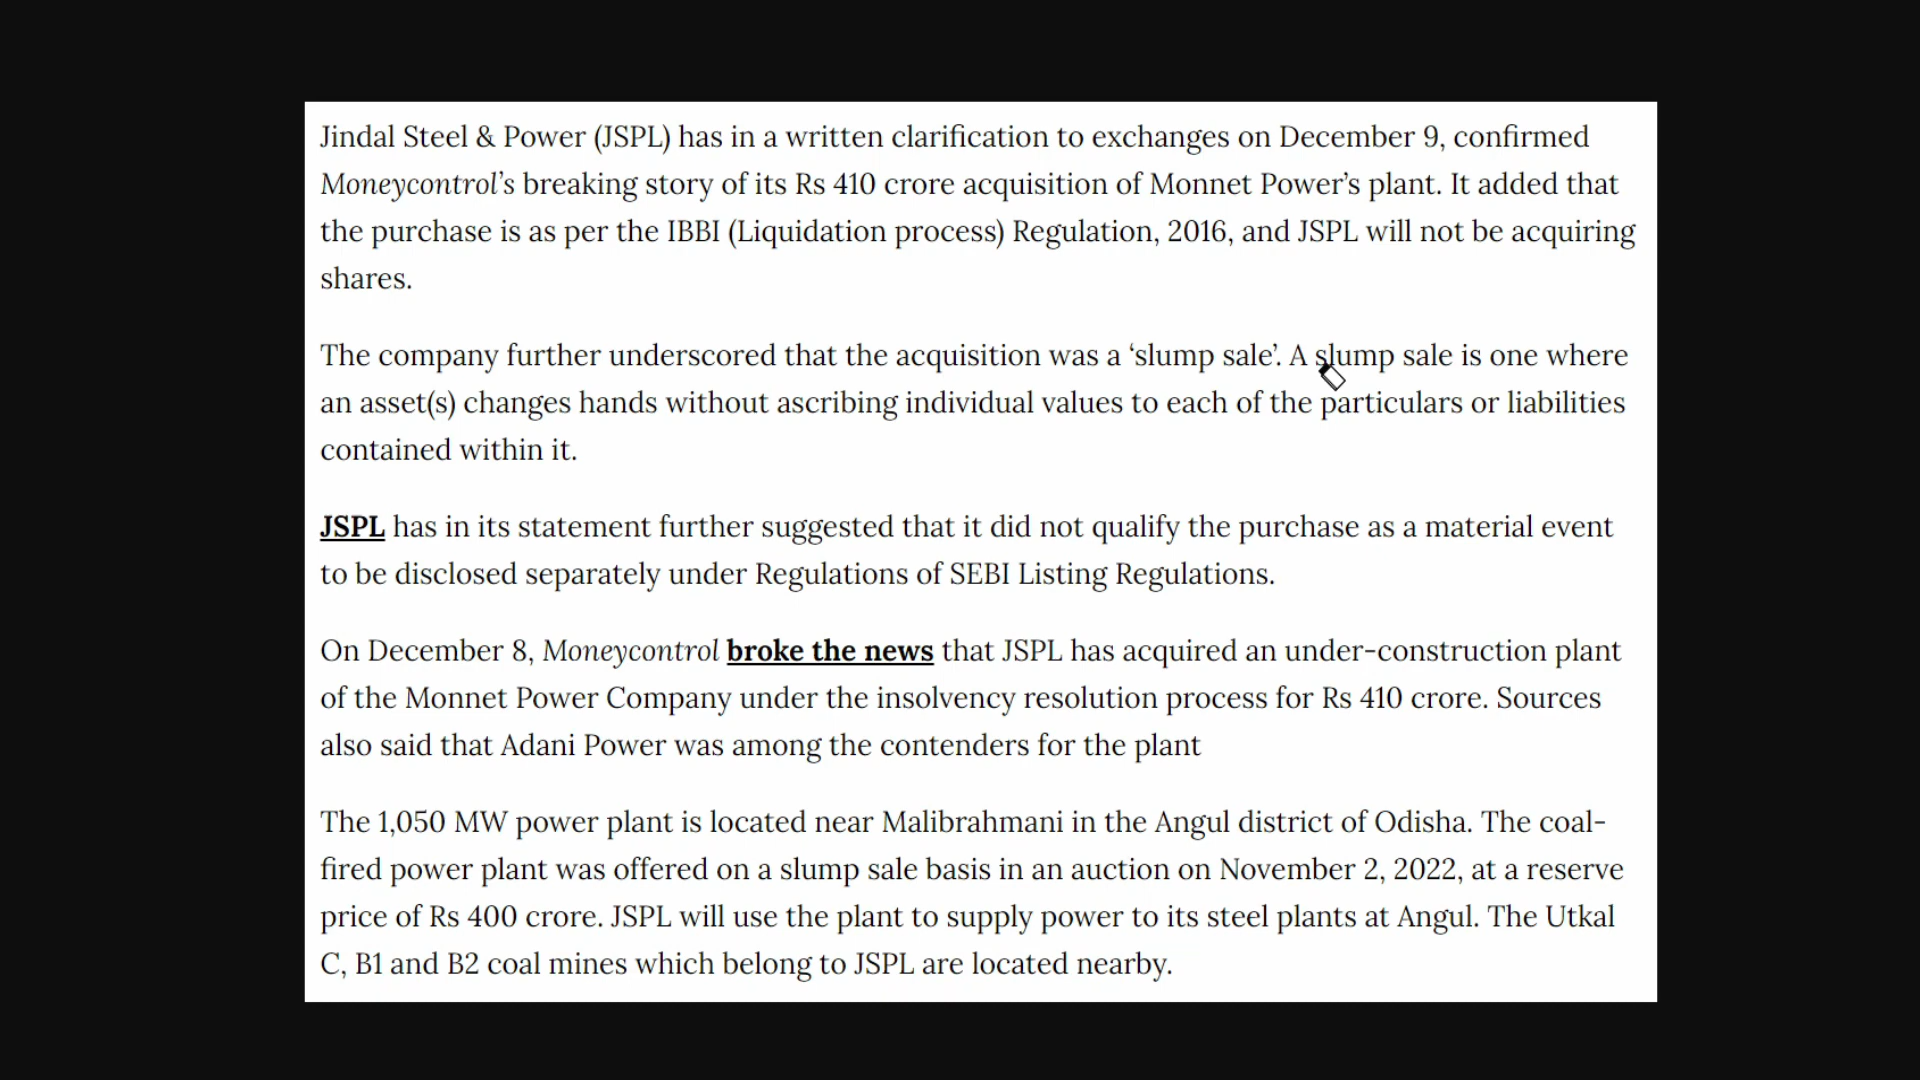 Jindal Steel & Power (JSPL) has in a written clarification to exchanges on December 9, confirmed
Moneycontrol’s breaking story of its Rs 410 crore acquisition of Monnet Power’s plant. It added that
the purchase is as per the IBBI (Liquidation process) Regulation, 2016, and JSPL will not be acquiring
shares.
The company further underscored that the acquisition was a ‘slump sale’. A slump sale is one where
an asset(s) changes hands without ascribing individual values to each of the particulars or liabilities
contained within it.
JSPL has in its statement further suggested that it did not qualify the purchase as a material event
to be disclosed separately under Regulations of SEBI Listing Regulations.
On December 8, Moneycontrol broke the news that JSPL has acquired an under-construction plant
of the Monnet Power Company under the insolvency resolution process for Rs 410 crore. Sources
also said that Adani Power was among the contenders for the plant
The 1,050 MW power plant is located near Malibrahmani in the Angul district of Odisha. The coal-
fired power plant was offered on a slump sale basis in an auction on November 2, 2022, at a reserve
price of Rs 400 crore. JSPL will use the plant to supply power to its steel plants at Angul. The Utkal
C, B1 and B2 coal mines which belong to JSPL are located nearby.